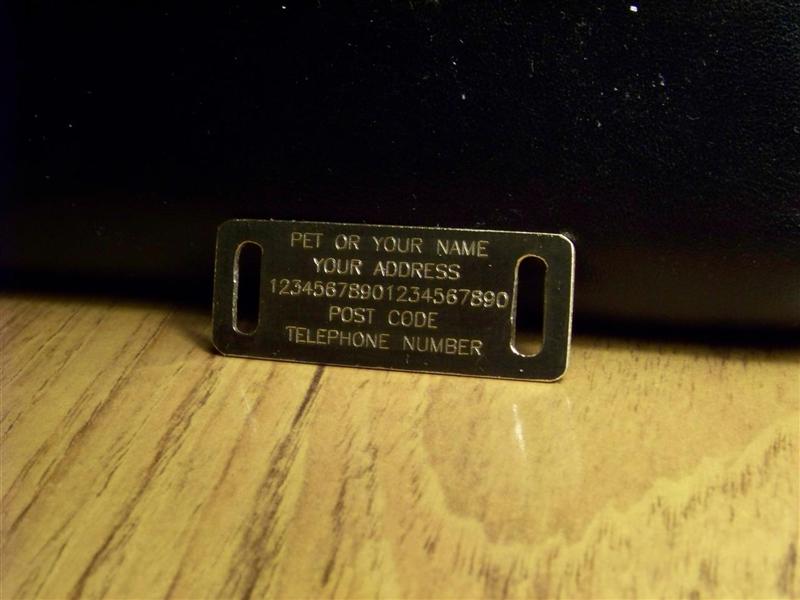 PET OR YOUR NAME
YOUR ADDRESS
12345678901234567890
POST CODE
TELEPHONE NUMBER